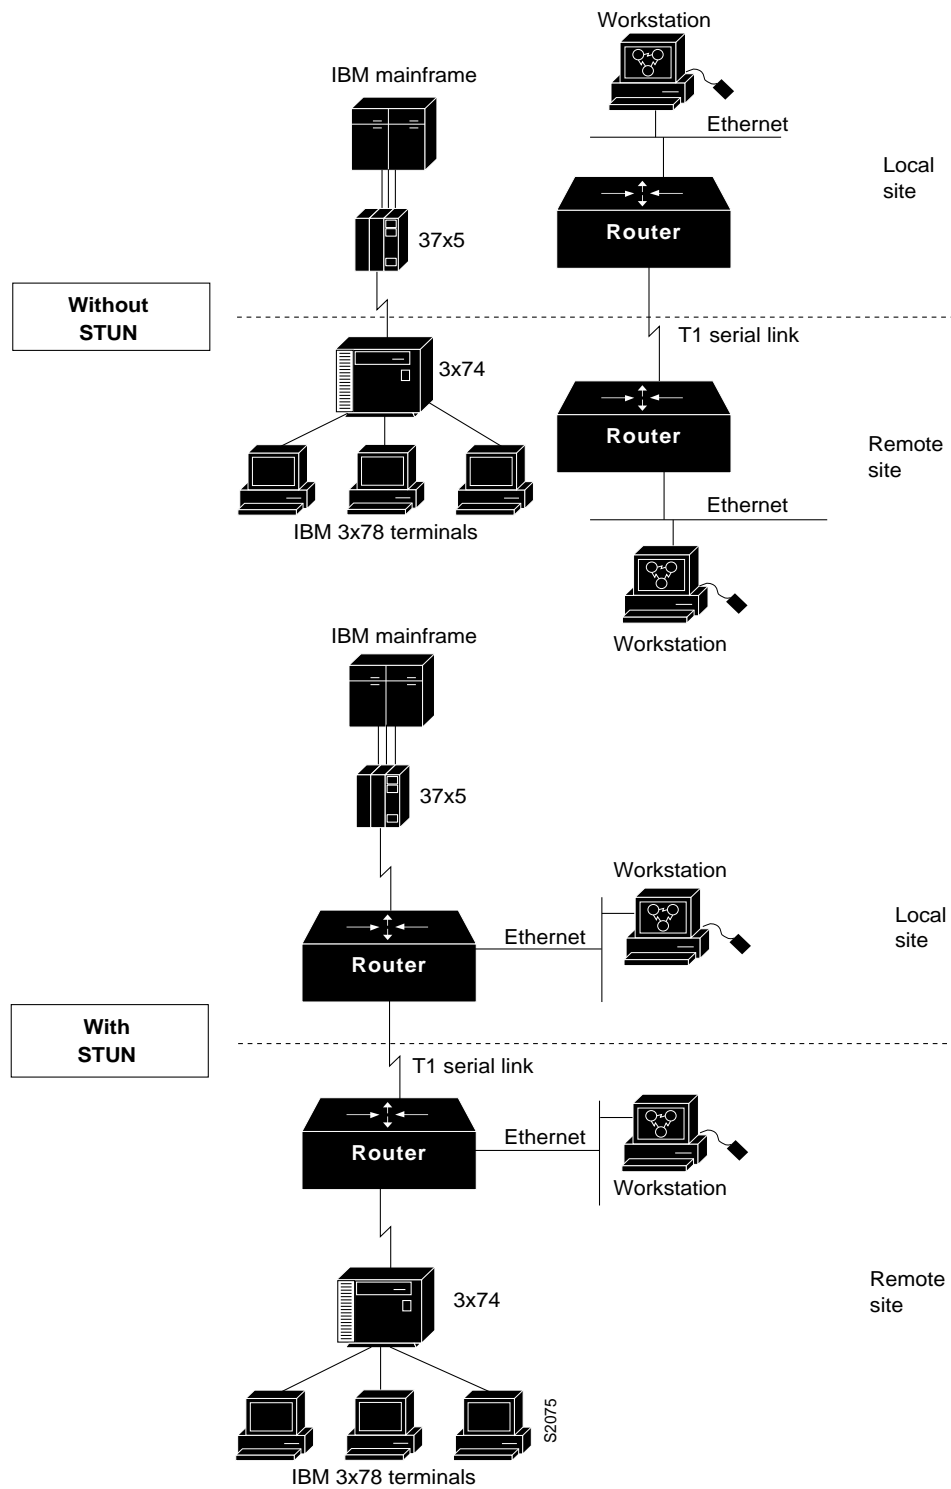 Workstation
IBM mainframe
Ethernet
Local
site
Router
37x5
Without
STUN
T1 serial link
3x74
Router
Remote
site
Ethernet
IBM 3x78 terminals
Workstation
IBM mainframe
37x5
Workstation
Local
site
Ethernet
Router
With
STUN
T1 serial link
Ethernet
Router
Workstation
Remote
site
3x74
S2075
IBM 3x78 terminals